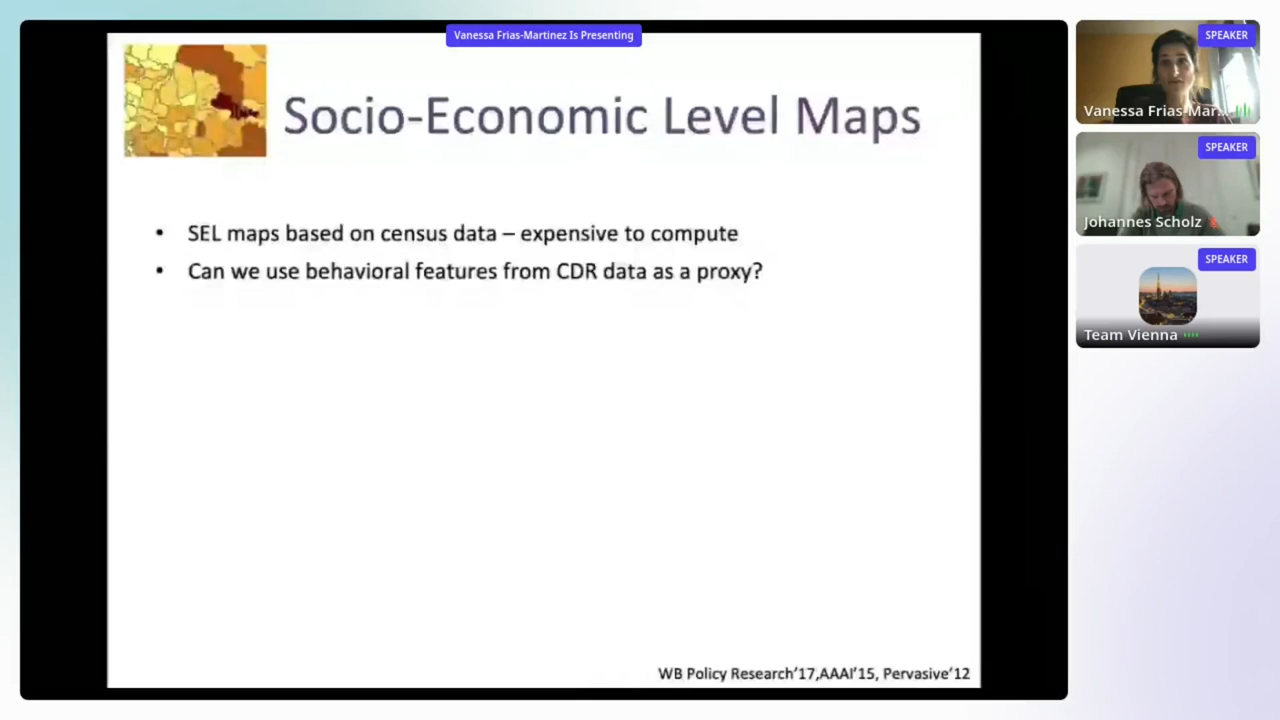 Vanessa Frias-Martinez Is Presenting
Socio-Economic Level Maps
• SEL maps based on census data – expensive to compute
• Can we use behavioral features from CDR data as a proxy?
WB Policy Research'17,AAAI'15, Pervasive'12
SPEAKER
Vanessa Frias-Mar...
SPEAKER
Johannes Scholz
SPEAKER
Team Vienna